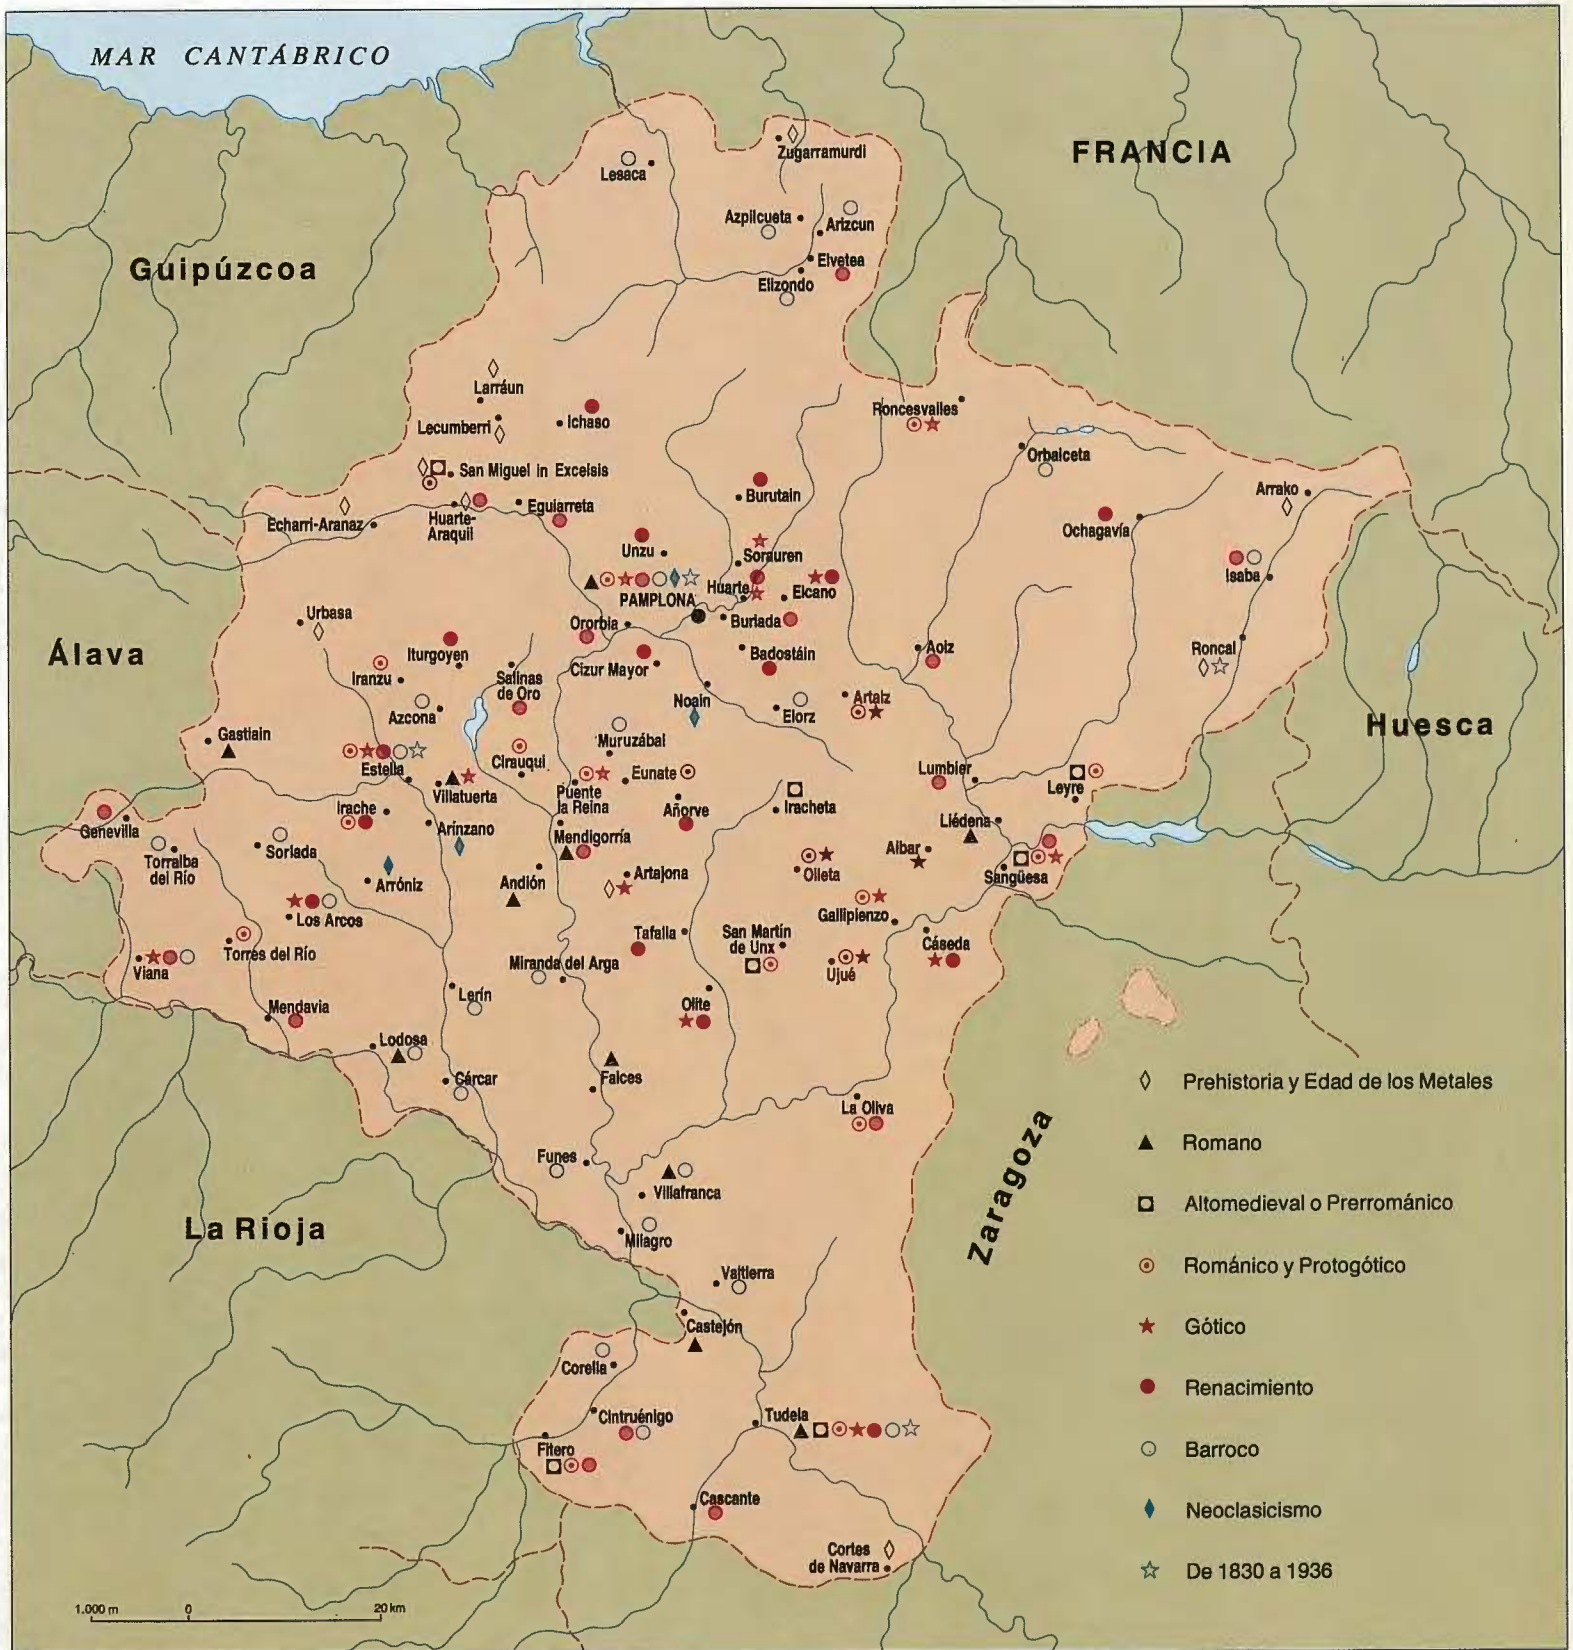 MAR CANTÁBRICO
FRANCIA
Guipúzcoa
Álava
Huesca
La Rioja
Zaragoza
Zugarramurdi
Lesaca
Azpilcueta
Arizcun
Elvetea
Elizondo
Larráun
Lecumberri
Ichaso
Roncesvalles
Orbaiceta
San Miguel in Excelsis
Burutain
Arrako
Echarri-Aranaz
Huarte-
Araquil
Eguiarreta
Ochagavía
Unzu
Sorauren
Isaba
PAMPLONA
Huarte
Elcano
Urbasa
Ororbia
Burlada
Iturgoyen
Cizur Mayor
Badostáin
Aoiz
Roncal
Iranzu
Salinas
de Oro
Noain
Artaiz
Azcona
Elorz
Gastiain
Muruzábal
Estella
Cirauqui
Eunate
Lumbier
Leyre
Villatuerta
Puente
la Reina
Añorve
Iracheta
Irache
Genevilla
Arínzano
Mendigorría
Liédena
Torralba
del Río
Sorlada
Aibar
Arróniz
Andión
Artajona
Olleta
Sangüesa
Los Arcos
Gallipienzo
Tafalla
San Martín
de Unx
Cáseda
Torres del Río
Viana
Miranda del Arga
Ujué
Lerín
Olite
Mendavia
Lodosa
Cárcar
Falces
La Oliva
Funes
Villafranca
Milagro
Valtierra
Castejón
Corella
Cintruénigo
Tudela
Fitero
Cascante
Cortes
de Navarra
Prehistoria y Edad de los Metales
Romano
Altomedieval o Prerrománico
Románico y Protogótico
Gótico
Renacimiento
Barroco
Neoclasicismo
De 1830 a 1936
1.000 m 0 20 km